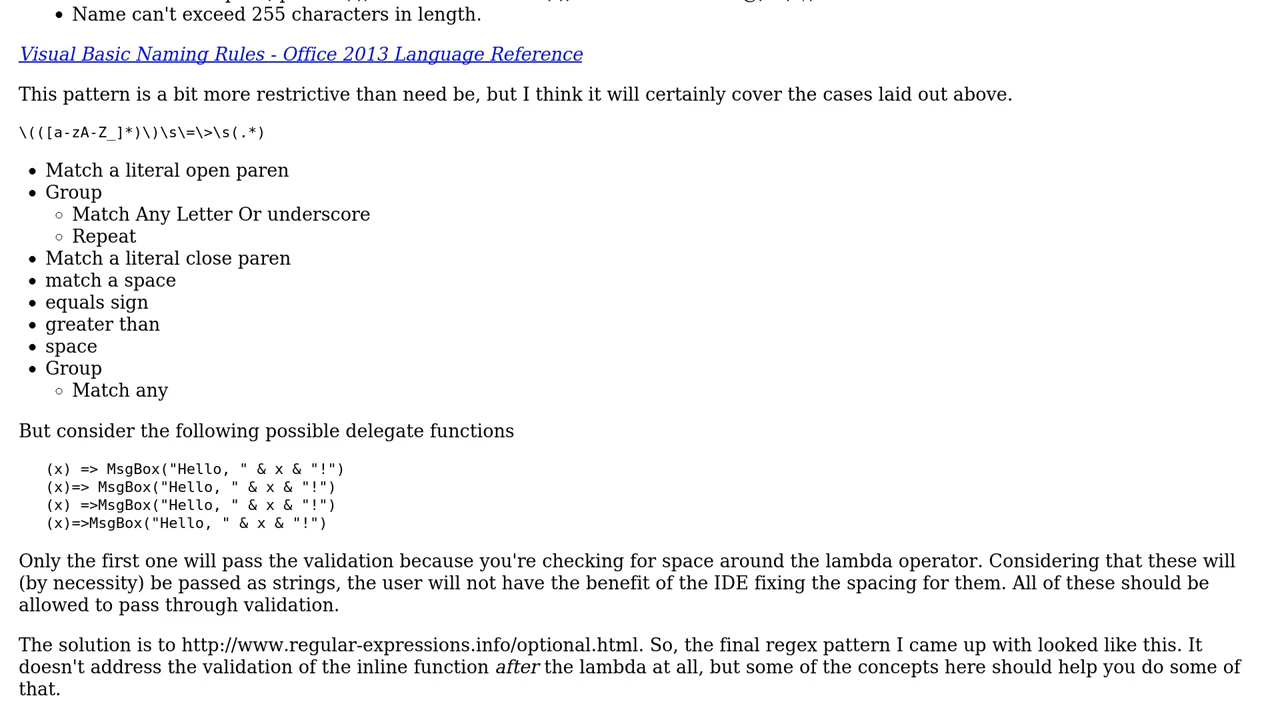 Name can't exceed 255 characters in length.
Visual Basic Naming Rules - Office 2013 Language Reference
This pattern is a bit more restrictive than need be, but I think it will certainly cover the cases laid out above.
\(([a-zA-Z_]*)\)\s\=\>\s(.*)
Match a literal open paren
Group
Match Any Letter Or underscore
Repeat
Match a literal close paren
match a space
equals sign
greater than
space
Group
Match any
But consider the following possible delegate functions
(x) => MsgBox("Hello, " & x & "!")
(x)=> MsgBox("Hello, " & x & "!")
(x) =>MsgBox("Hello, " & x & "!")
(x)=>MsgBox("Hello, " & x & "!")
Only the first one will pass the validation because you're checking for space around the lambda operator. Considering that these will
(by necessity) be passed as strings, the user will not have the benefit of the IDE fixing the spacing for them. All of these should be
allowed to pass through validation.
The solution is to http://www.regular-expressions.info/optional.html. So, the final regex pattern I came up with looked like this. It
doesn't address the validation of the inline function after the lambda at all, but some of the concepts here should help you do some of
that.